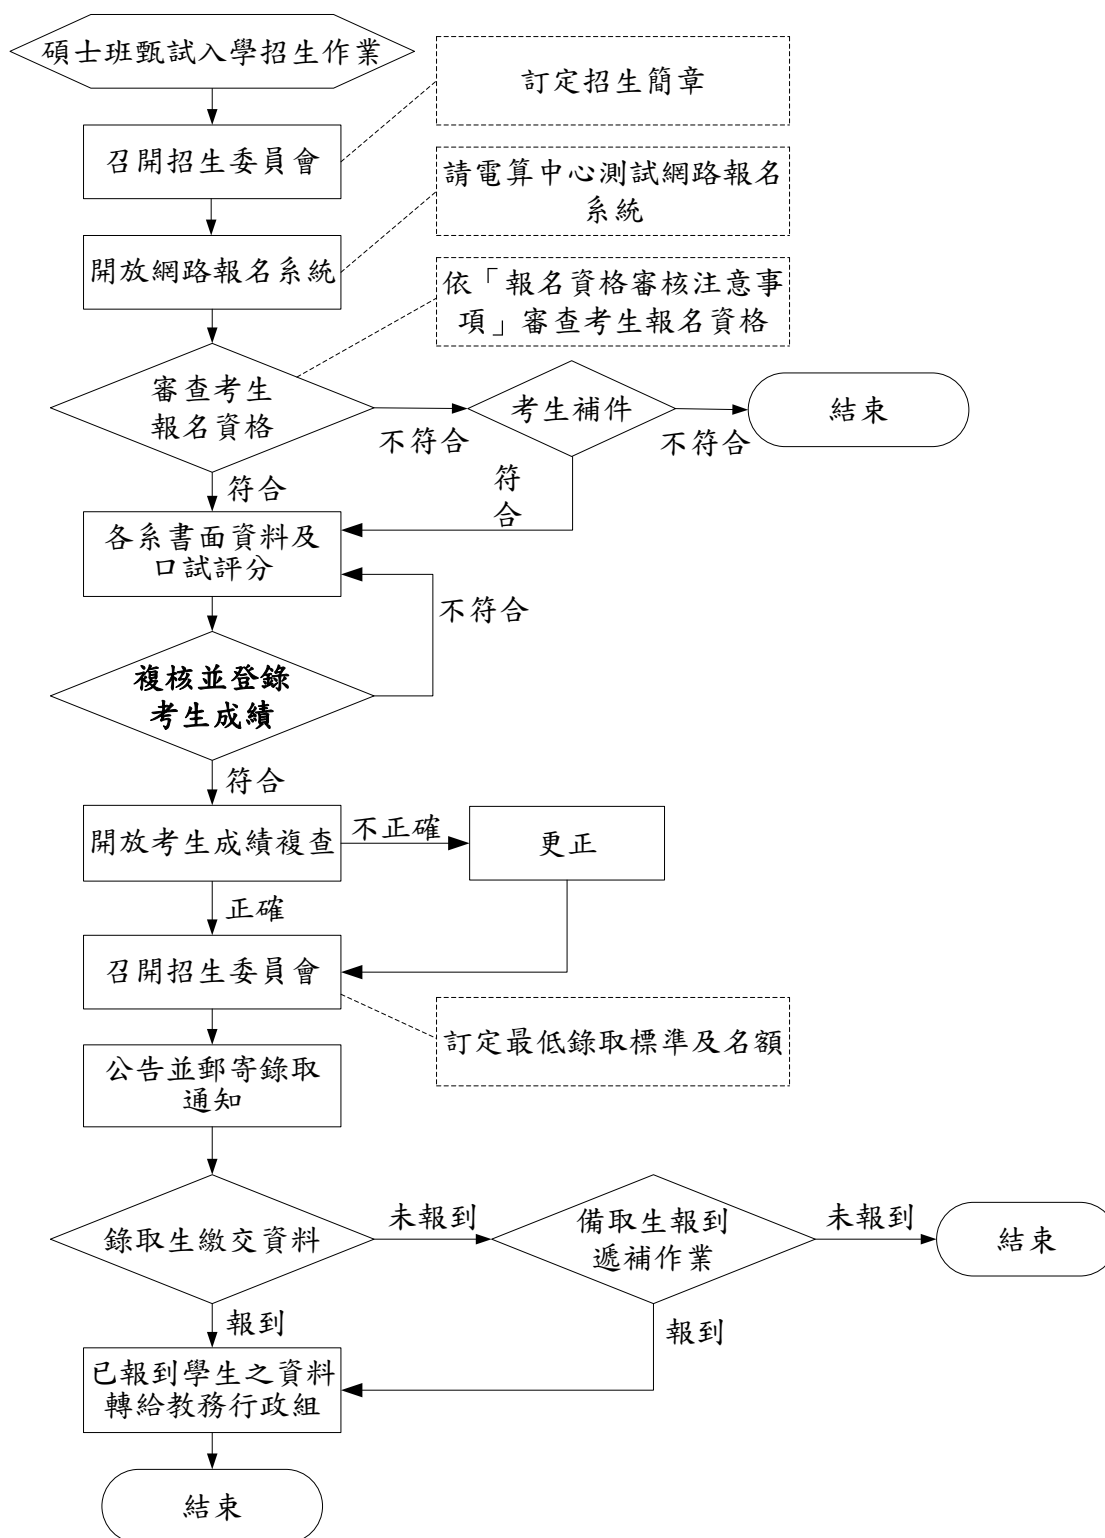 碩士班甄試入學招生作業
訂定招生簡章
召開招生委員會
請電算中心測試網路報名
系統
開放網路報名系統
依「報名資格審核注意事
項」審查考生報名資格
審查考生
報名資格
不符合
考生補件
不符合
結束
符合
符
合
各系書面資料及
口試評分
不符合
複核並登錄
考生成績
符合
開放考生成績複查
不正確
更正
正確
召開招生委員會
訂定最低錄取標準及名額
公告並郵寄錄取
通知
錄取生繳交資料
未報到
備取生報到
遞補作業
未報到
結束
報到
報到
已報到學生之資料
轉給教務行政組
結束